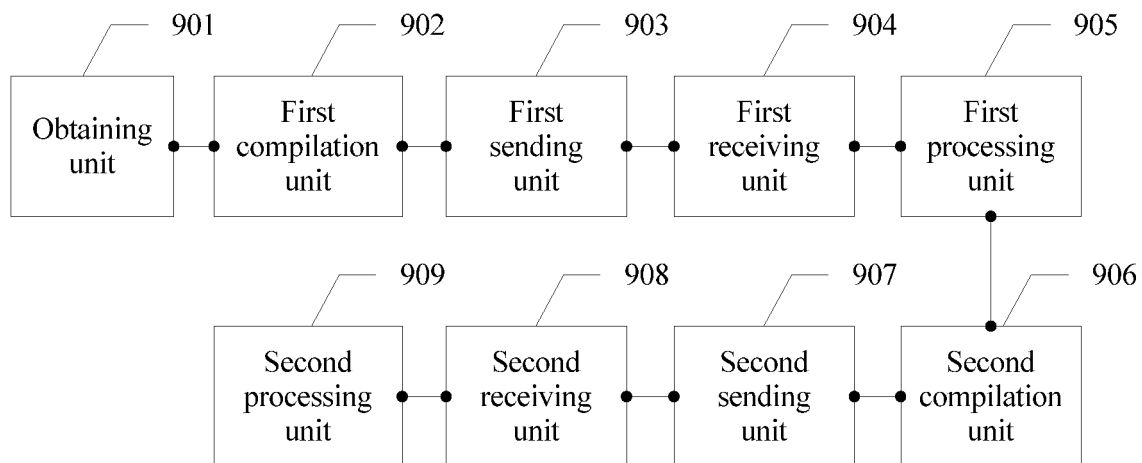 901
902
903
904
905
Obtaining
unit
First
compilation
unit
First
sending
unit
First
receiving
unit
First
processing
unit
909
908
907
906
Second
processing
unit
Second
receiving
unit
Second
sending
unit
Second
compilation
unit